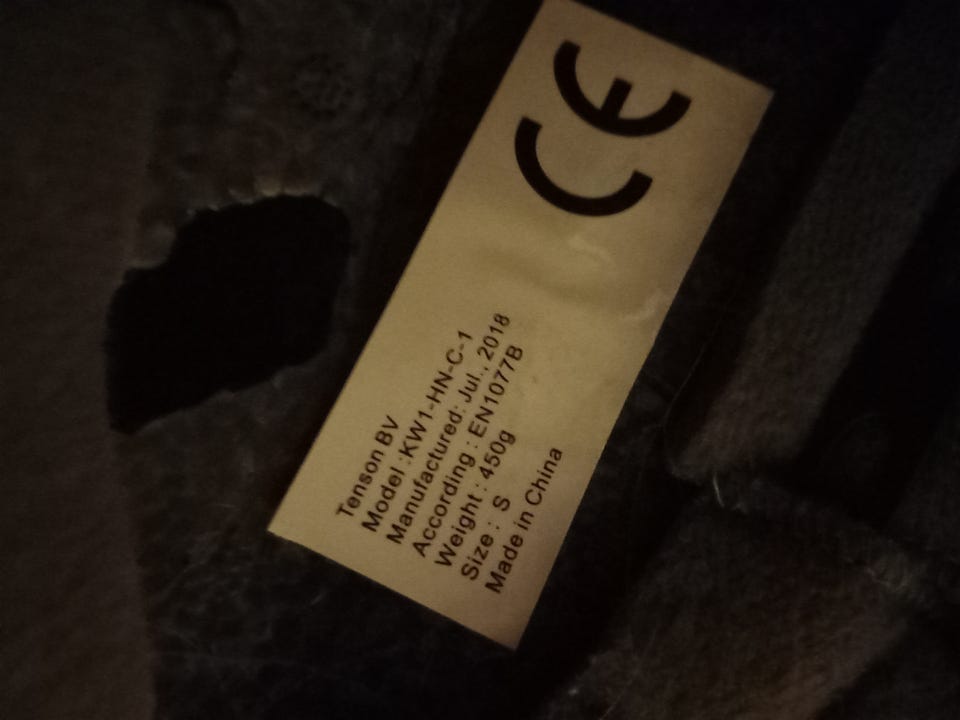 CE
Tenson BV
Model :KW1-HN-C-1
Manufactured: Jul., 2018
According : EN1077B
Weight : 450g
Size : S
Made in China